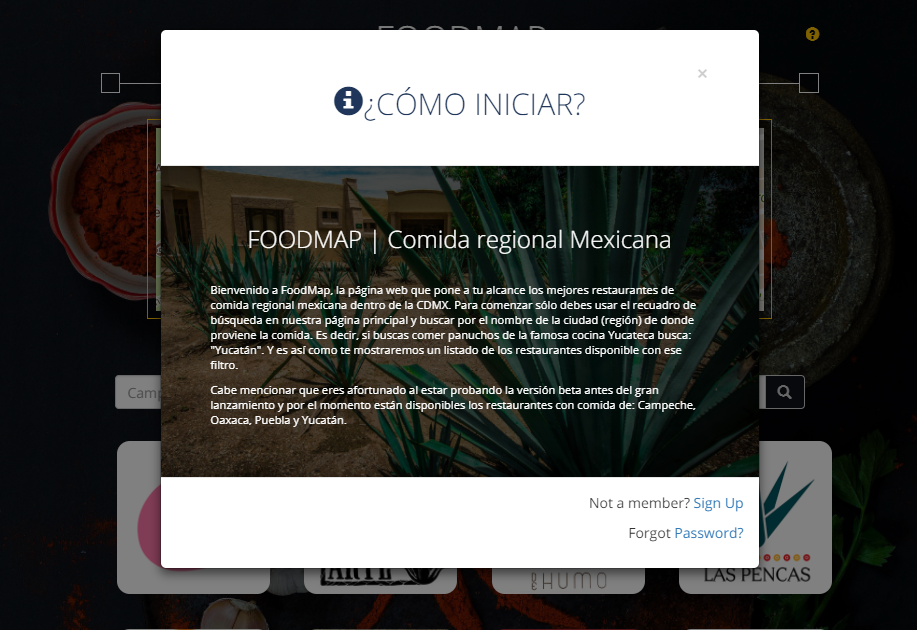 FOODMAP
?
×
¿CÓMO INICIAR?
FOODMAP | Comida regional Mexicana
Bienvenido a FoodMap, la página web que pone a tu alcance los mejores restaurantes de
comida regional mexicana dentro de la CDMX. Para comenzar sólo debes usar el recuadro de
búsqueda en nuestra página principal y buscar por el nombre de la ciudad (región) de donde
proviene la comida. Es decir, si buscas comer panuchos de la famosa cocina Yucateca busca:
"Yucatán". Y es así como te mostraremos un listado de los restaurantes disponible con ese
filtro.
Cabe mencionar que eres afortunado al estar probando la versión beta antes del gran
lanzamiento y por el momento están disponibles los restaurantes con comida de: Campeche,
Oaxaca, Puebla y Yucatán.
Camp
Not a member? Sign Up
Forgot Password?
ARTE
HUMO
LAS PENCAS